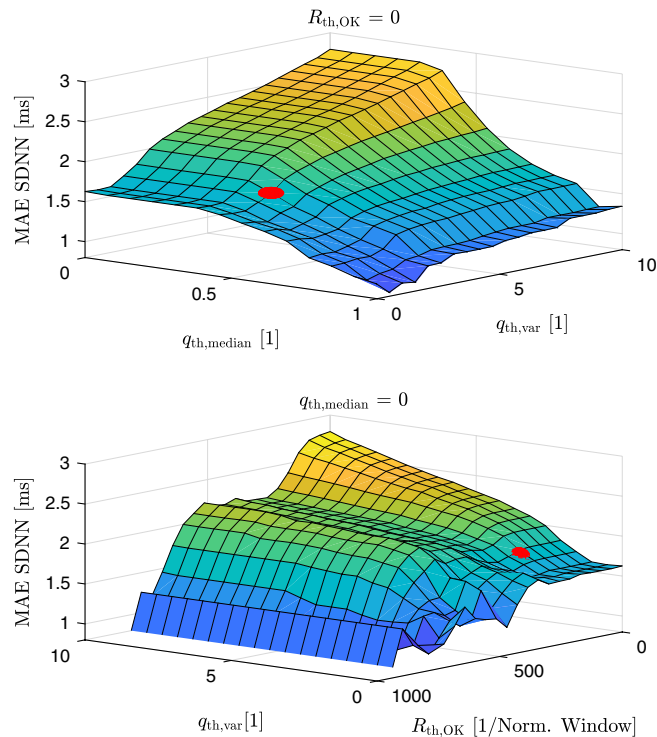 R_th,OK = 0
MAE SDNN [ms]
3
2.5
2
1.5
1
0
0.5
1
0
5
10
q_th,median [1]
q_th,var [1]
q_th,median = 0
MAE SDNN [ms]
3
2.5
2
1.5
1
10
5
0
1000
500
0
q_th,var[1]
R_th,OK [1/Norm. Window]